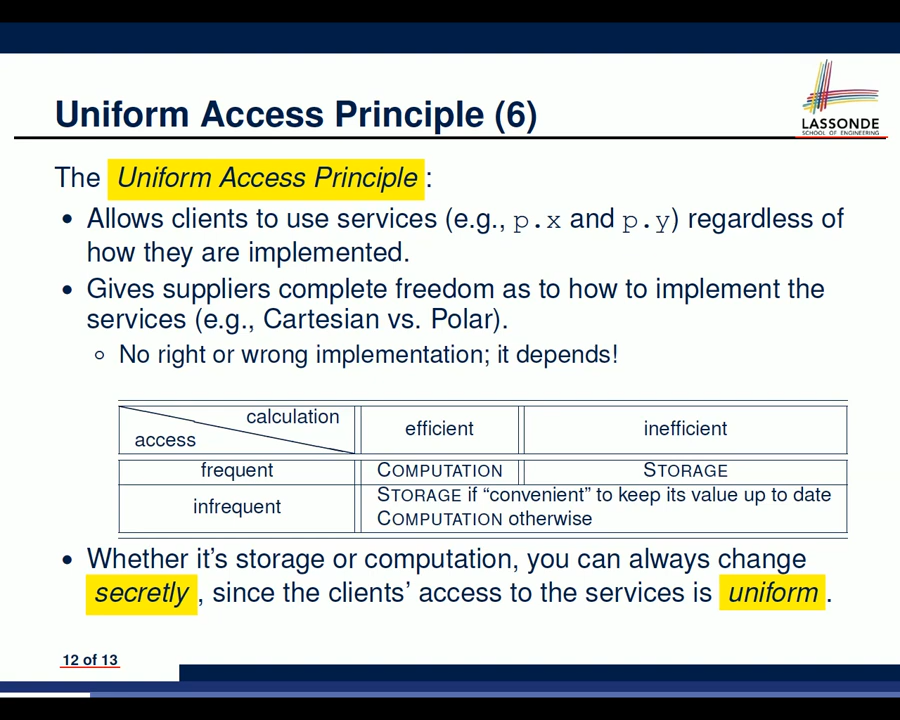 Uniform Access Principle (6)
LASSONDE
SCHOOL OF ENGINEERING
The Uniform Access Principle :
• Allows clients to use services (e.g., p.x and p.y) regardless of
how they are implemented.
• Gives suppliers complete freedom as to how to implement the
services (e.g., Cartesian vs. Polar).
○ No right or wrong implementation; it depends!
calculation
access
efficient
inefficient
frequent
COMPUTATION
STORAGE
infrequent
STORAGE if “convenient” to keep its value up to date
COMPUTATION otherwise
• Whether it’s storage or computation, you can always change
secretly , since the clients’ access to the services is uniform .
12 of 13